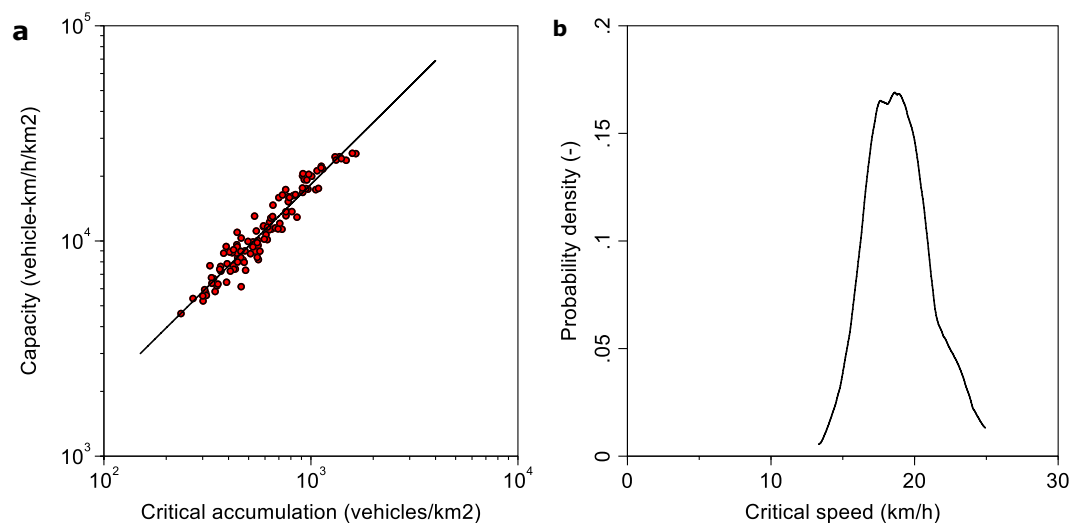 a
10^5
10^4
10^3
Capacity (vehicle-km/h/km2)
10^2
10^3
10^4
Critical accumulation (vehicles/km2)
b
.2
.15
.1
.05
0
Probability density (-)
0
10
20
30
Critical speed (km/h)